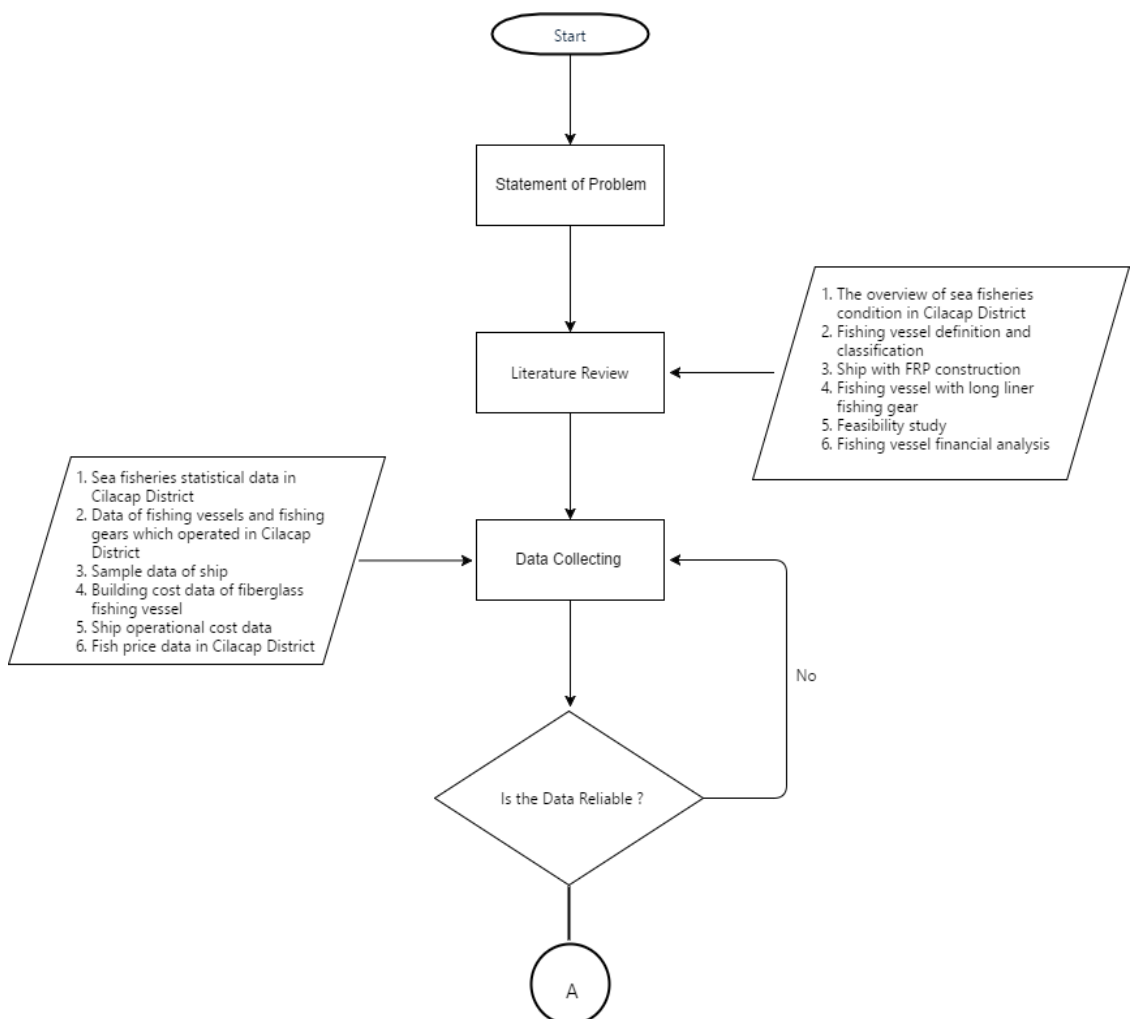 Start
Statement of Problem
Literature Review
1. The overview of sea fisheries
condition in Cilacap District
2. Fishing vessel definition and
classification
3. Ship with FRP construction
4. Fishing vessel with long liner
fishing gear
5. Feasibility study
6. Fishing vessel financial analysis
1. Sea fisheries statistical data in
Cilacap District
2. Data of fishing vessels and fishing
gears which operated in Cilacap
District
3. Sample data of ship
4. Building cost data of fiberglass
fishing vessel
5. Ship operational cost data
6. Fish price data in Cilacap District
Data Collecting
No
Is the Data Reliable ?
A